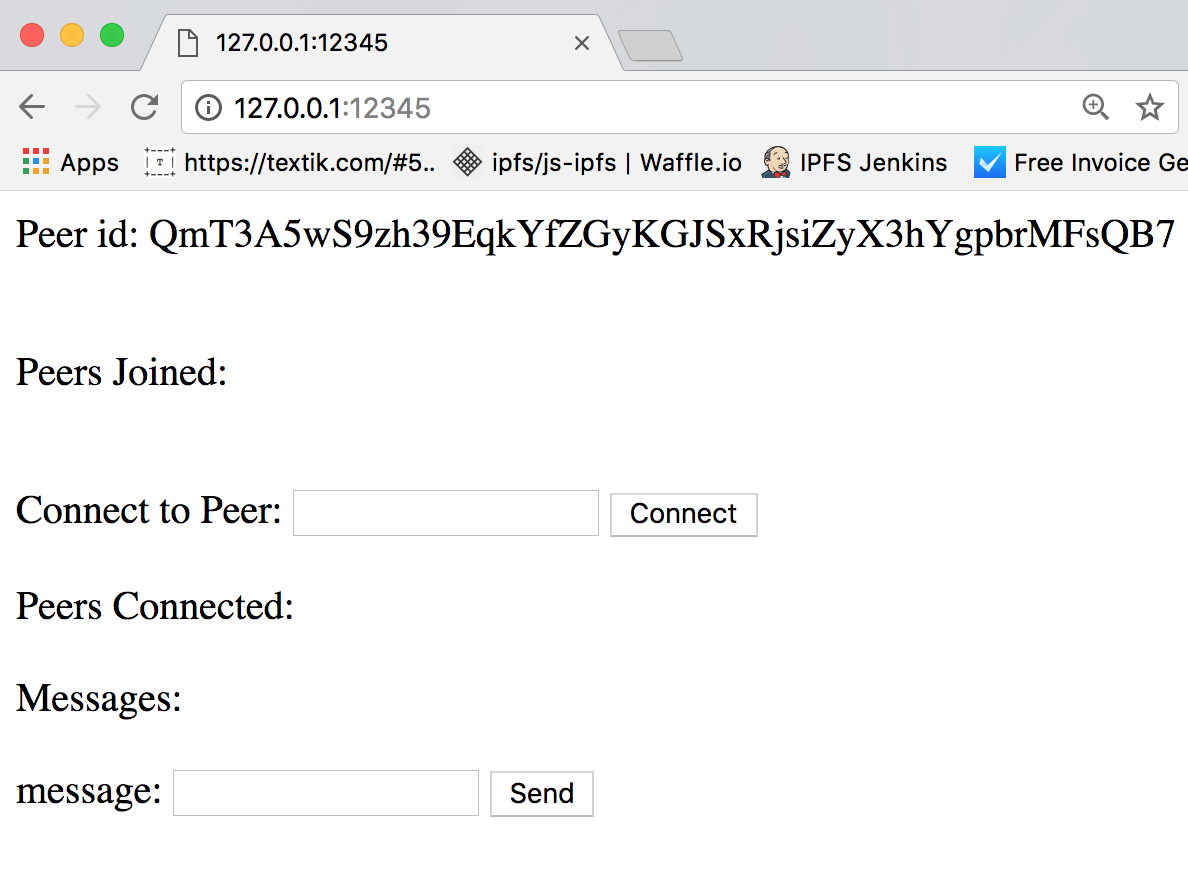 127.0.0.1:12345
127.0.0.1:12345
Apps T https://textik.com/#5.. ipfs/js-ipfs | Waffle.io IPFS Jenkins Free Invoice Ge
Peer id: QmT3A5wS9zh39EqkYfZGyKGJSxRjsiZyX3hYgpbrMFsQB7
Peers Joined:
Connect to Peer: Connect
Peers Connected:
Messages:
message: Send